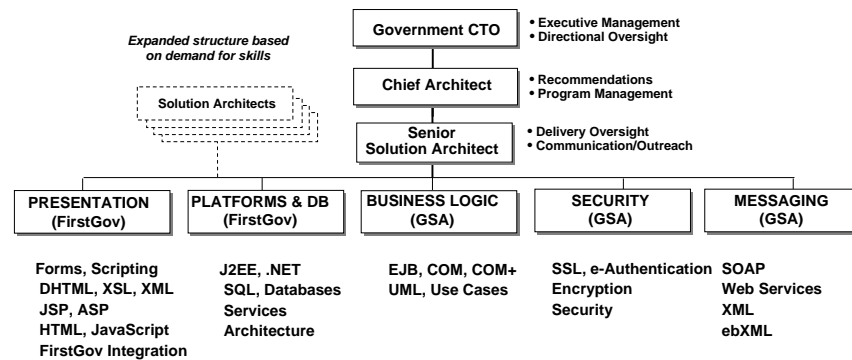 Government CTO
• Executive Management
• Directional Oversight
Expanded structure based
on demand for skills
Chief Architect
• Recommendations
• Program Management
Solution Architects
Senior
Solution Architect
• Delivery Oversight
• Communication/Outreach
PRESENTATION
(FirstGov)
PLATFORMS & DB
(FirstGov)
BUSINESS LOGIC
(GSA)
SECURITY
(GSA)
MESSAGING
(GSA)
Forms, Scripting
DHTML, XSL, XML
JSP, ASP
HTML, JavaScript
FirstGov Integration
J2EE, .NET
SQL, Databases
Services
Architecture
EJB, COM, COM+
UML, Use Cases
SSL, e-Authentication
Encryption
Security
SOAP
Web Services
XML
ebXML